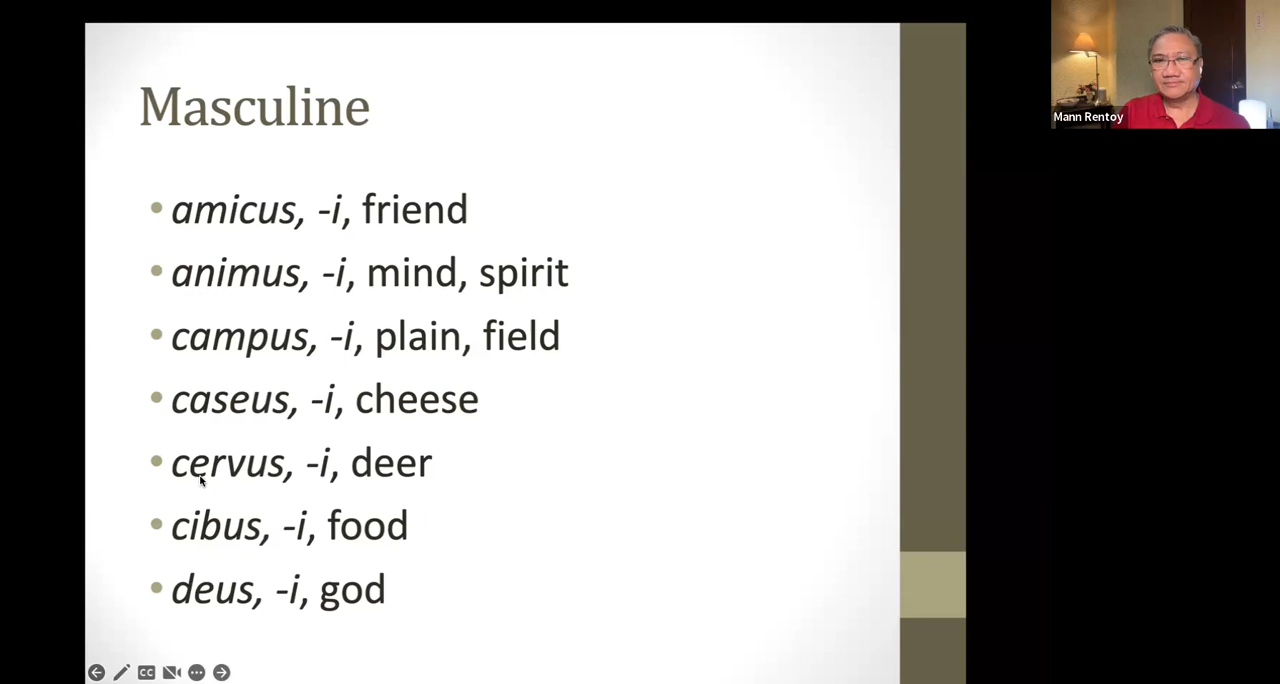 Masculine
• amicus, -i, friend
• animus, -i, mind, spirit
• campus, -i, plain, field
• caseus, -i, cheese
• cervus, -i, deer
• cibus, -i, food
• deus, -i, god
Mann Rentoy
CC